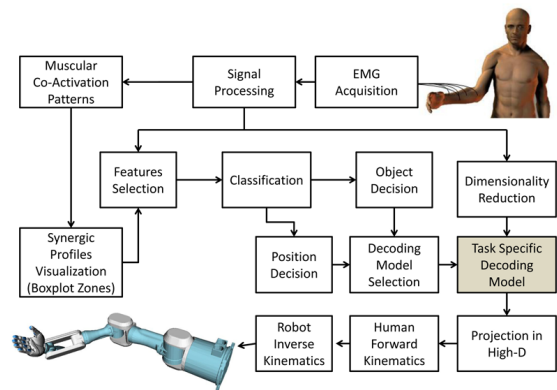 Muscular
Co-Activation
Patterns
Signal
Processing
EMG
Acquisition
Features
Selection
Classification
Object
Decision
Dimensionality
Reduction
Synergic
Profiles
Visualization
(Boxplot Zones)
Position
Decision
Decoding
Model
Selection
Task Specific
Decoding
Model
Robot
Inverse
Kinematics
Human
Forward
Kinematics
Projection in
High-D